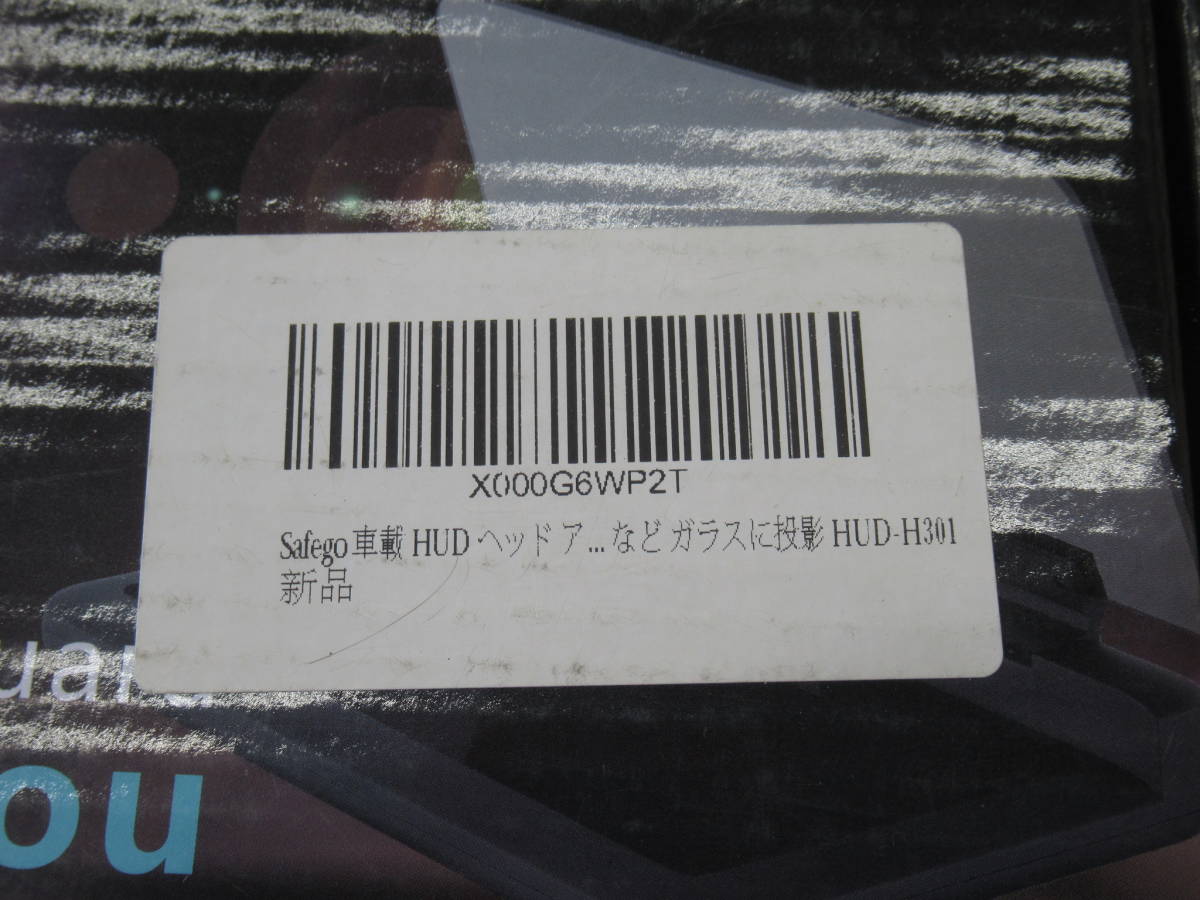 X000G6WP2T
Safego 車載 HUD ヘッド ア... など ガラスに投影 HUD-H301
新品
ou